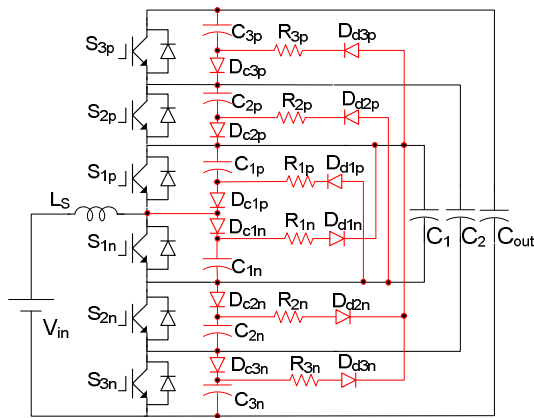 S3p C3p R3p Dd3p
Dc3p
S2p C2p R2p Dd2p
Dc2p
S1p C1p R1p Dd1p
LS Dc1p
Dc1n R1n Dd1n
S1n C1 C2 Cout
C1n
Vin S2n Dc2n R2n Dd2n
C2n
Dc3n R3n Dd3n
S3n
C3n